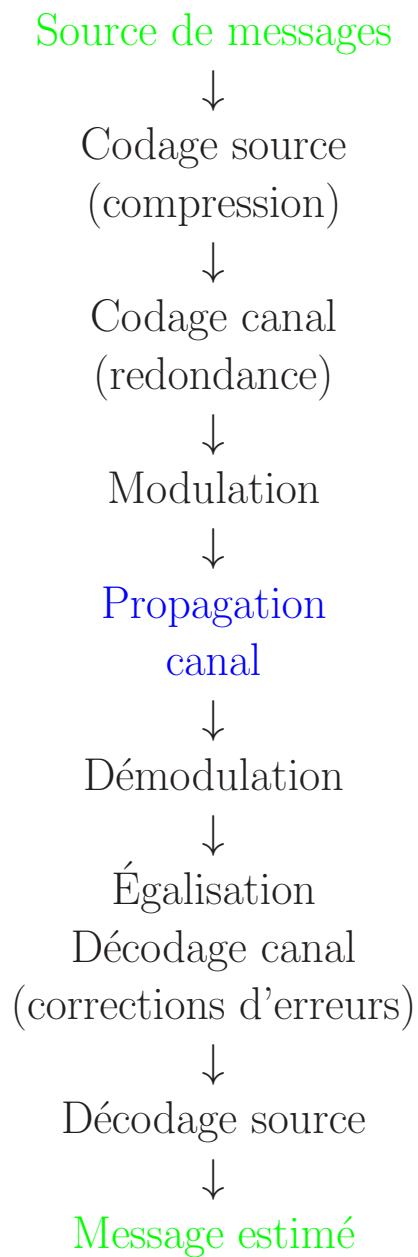 Source de messages
↓
Codage source
(compression)
↓
Codage canal
(redondance)
↓
Modulation
↓
Propagation
canal
↓
Démodulation
↓
Égalisation
Décodage canal
(corrections d'erreurs)
↓
Décodage source
↓
Message estimé